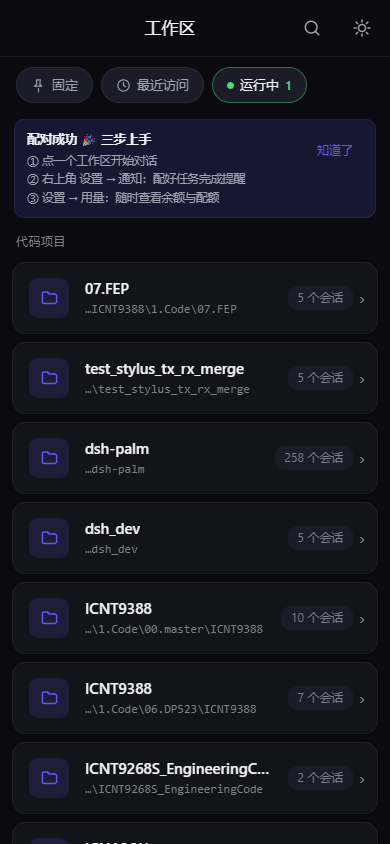 工作区
固定
最近访问
运行中 1
配对成功 🎉 三步上手
知道了
① 点一个工作区开始对话
② 右上角 设置 → 通知：配好任务完成提醒
③ 设置 → 用量：随时查看余额与配额
代码项目
07.FEP
…ICNT9388\1.Code\07.FEP
5 个会话
test_stylus_tx_rx_merge
…\test_stylus_tx_rx_merge
5 个会话
dsh-palm
…dsh-palm
258 个会话
dsh_dev
…dsh_dev
5 个会话
ICNT9388
…\1.Code\00.master\ICNT9388
10 个会话
ICNT9388
…\1.Code\06.DP523\ICNT9388
7 个会话
ICNT9268S_EngineeringC…
…\ICNT9268S_EngineeringCode
2 个会话